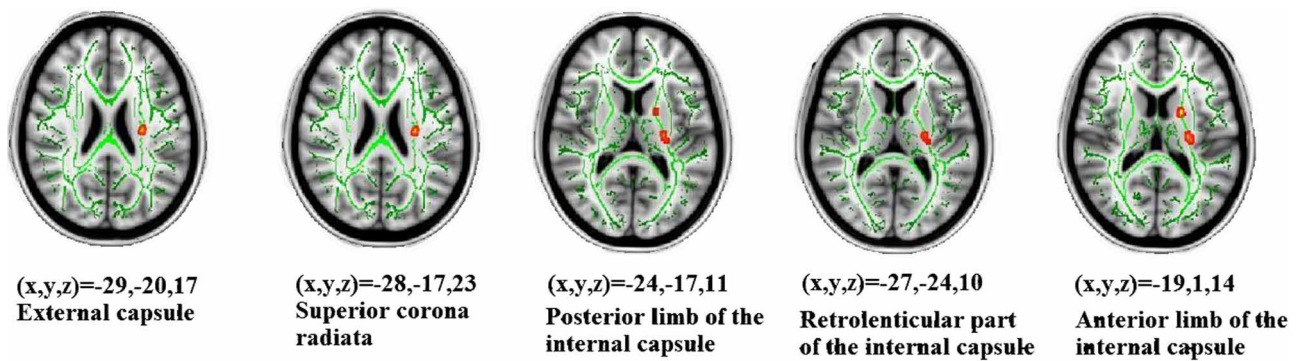 (x,y,z)=-29,-20,17
External capsule
(x,y,z)=-28,-17,23
Superior corona
radiata
(x,y,z)=-24,-17,11
Posterior limb of the
internal capsule
(x,y,z)=-27,-24,10
Retrolenticular part
of the internal capsule
(x,y,z)=-19,1,14
Anterior limb of the
internal capsule